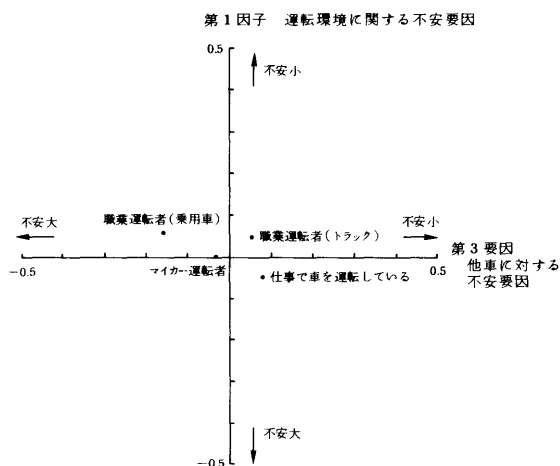 第1因子 運転環境に関する不安要因
0.5
不安小
職業運転者(乗用車)
不安大
職業運転者(トラック)
不安小
第3要因
他車に対する
不安要因
-0.5
マイカー運転者
仕事で車を運転している
0.5
不安大
-0.5